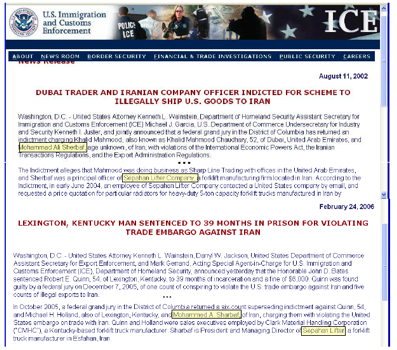 U.S. Immigration
and Customs
Enforcement
POLICE
ICE
ICE
ABOUT NEWS ROOM BORDER SECURITY FINANCIAL & TRADE INVESTIGATIONS PUBLIC SECURITY CAREERS
News Release
August 11, 2002
DUBAI TRADER AND IRANIAN COMPANY OFFICER INDICTED FOR SCHEME TO
ILLEGALLY SHIP U.S. GOODS TO IRAN
Washington, D.C. - United States Attorney Kenneth L. Wainstein, Department of Homeland Security Assistant Secretary for
Immigration and Customs Enforcement (ICE) Michael J. Garcia, U.S. Department of Commerce Undersecretary for Industry
and Security Kenneth I. Juster, and jointly announced that a federal grand jury in the District of Columbia has returned an
indictment charging Khalid Mahmood, also known as Khalid Mahmood Chaudhary, 52, of Dubai, United Arab Emirates, and
Mohammad Ali Sherbaf, age unknown, of Iran, with violations of the International Economic Powers Act, the Iranian
Transactions Regulations, and the Export Administration Regulations.
• • •
The Indictment alleges that Mahmood was doing business as Sharp Line Trading with offices in the United Arab Emirates,
and Sherbaf was a principal officer of Sepahan Lifter Company, a forklift manufacturing firm located in Iran. According to the
Indictment, in early June 2004, an employee of Sepahan Lifter Company contacted a United States company by email, and
requested a price quotation for particular radiators for heavy-duty 5-ton capacity forklift trucks manufactured in Iran by
February 24, 2006
LEXINGTON, KENTUCKY MAN SENTENCED TO 39 MONTHS IN PRISON FOR VIOLATING
TRADE EMBARGO AGAINST IRAN
Washington, D.C. - United States Attorney Kenneth L. Wainstein, Darryl W. Jackson, United States Department of Commerce
Assistant Secretary for Export Enforcement, and Mark Gemand, Acting Special Agent-in-Charge for U.S. Immigration and
Customs Enforcement (ICE), Department of Homeland Security, announced yesterday that the Honorable John D. Bates
sentenced Robert E. Quinn, 54, of Lexington, Kentucky, to 39 months of incarceration and a fine of $6,000. Quinn was found
guilty by a federal jury on December 7, 2005, of one count of conspiring to violate the U.S. trade embargo against Iran and five
counts of illegal exports to Iran.
• • •
In October 2005, a federal grand jury in the District of Columbia returned a six count superseding indictment against Quinn, 54,
and Michael H. Holland, also of Lexington, Kentucky, and Mohammed A. Sharbaf, of Iran, charging them with violating the United
States embargo on trade with Iran. Quinn and Holland were sales executives employed by Clark Material Handling Corporation
("CMHC"), a Kentucky-based forklift truck manufacturer. Sharbaf is President and Managing Director of Sepahan Lifter, a forklift
truck manufacturer in Esfahan, Iran.